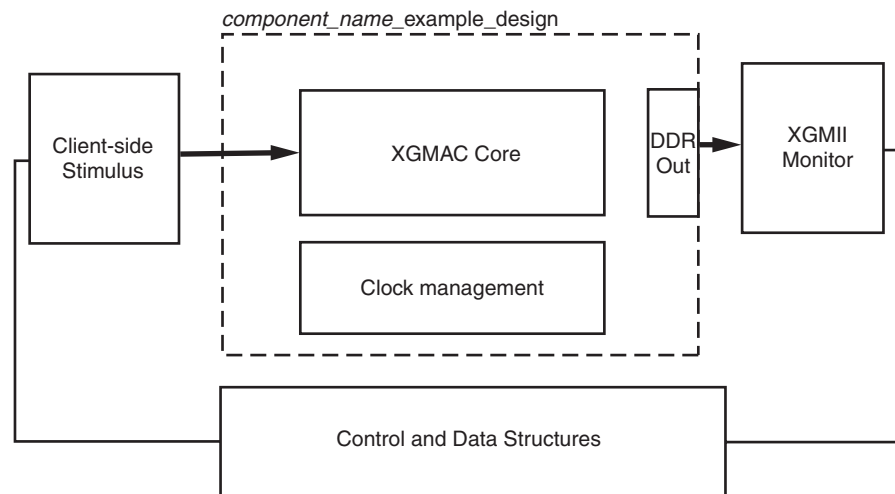 component_name_example_design
Client-side
Stimulus
XGMAC Core
DDR
Out
XGMII
Monitor
Clock management
Control and Data Structures